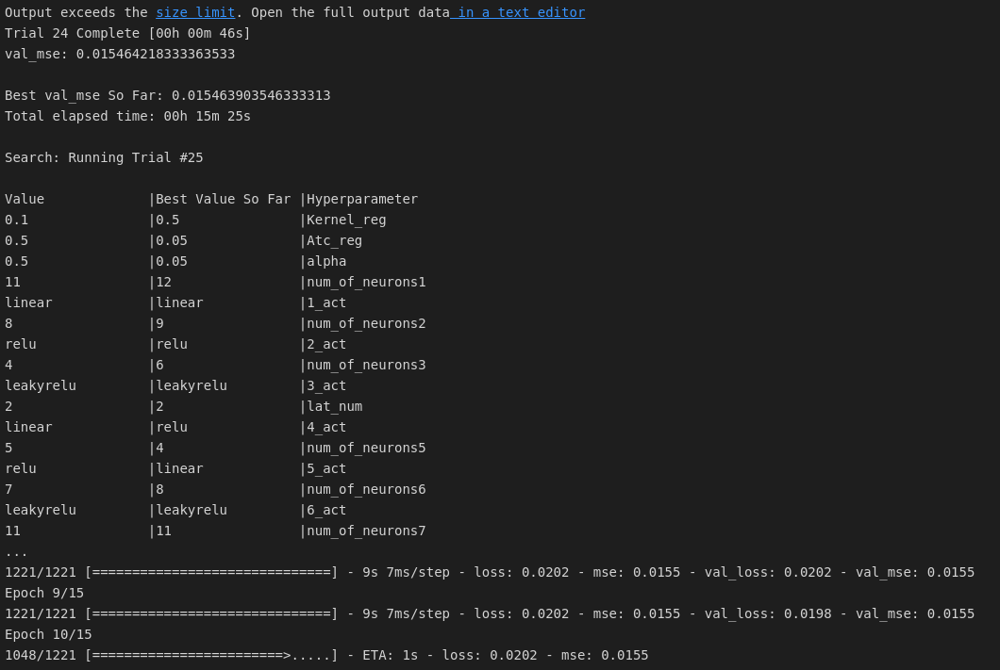 Output exceeds the size limit. Open the full output data in a text editor
Trial 24 Complete [00h 00m 46s]
val_mse: 0.015464218333363533
Best val_mse So Far: 0.015463903546333313
Total elapsed time: 00h 15m 25s
Search: Running Trial #25
Value             |Best Value So Far |Hyperparameter
0.1               |0.5               |Kernel_reg
0.5               |0.05              |Atc_reg
0.5               |0.05              |alpha
11                |12                |num_of_neurons1
linear            |linear            |1_act
8                 |9                 |num_of_neurons2
relu              |relu              |2_act
4                 |6                 |num_of_neurons3
leakyrelu         |leakyrelu         |3_act
2                 |2                 |lat_num
linear            |relu              |4_act
5                 |4                 |num_of_neurons5
relu              |linear            |5_act
7                 |8                 |num_of_neurons6
leakyrelu         |leakyrelu         |6_act
11                |11                |num_of_neurons7
...
1221/1221 [==============================] - 9s 7ms/step - loss: 0.0202 - mse: 0.0155 - val_loss: 0.0202 - val_mse: 0.0155
Epoch 9/15
1221/1221 [==============================] - 9s 7ms/step - loss: 0.0202 - mse: 0.0155 - val_loss: 0.0198 - val_mse: 0.0155
Epoch 10/15
1048/1221 [========================>.....] - ETA: 1s - loss: 0.0202 - mse: 0.0155